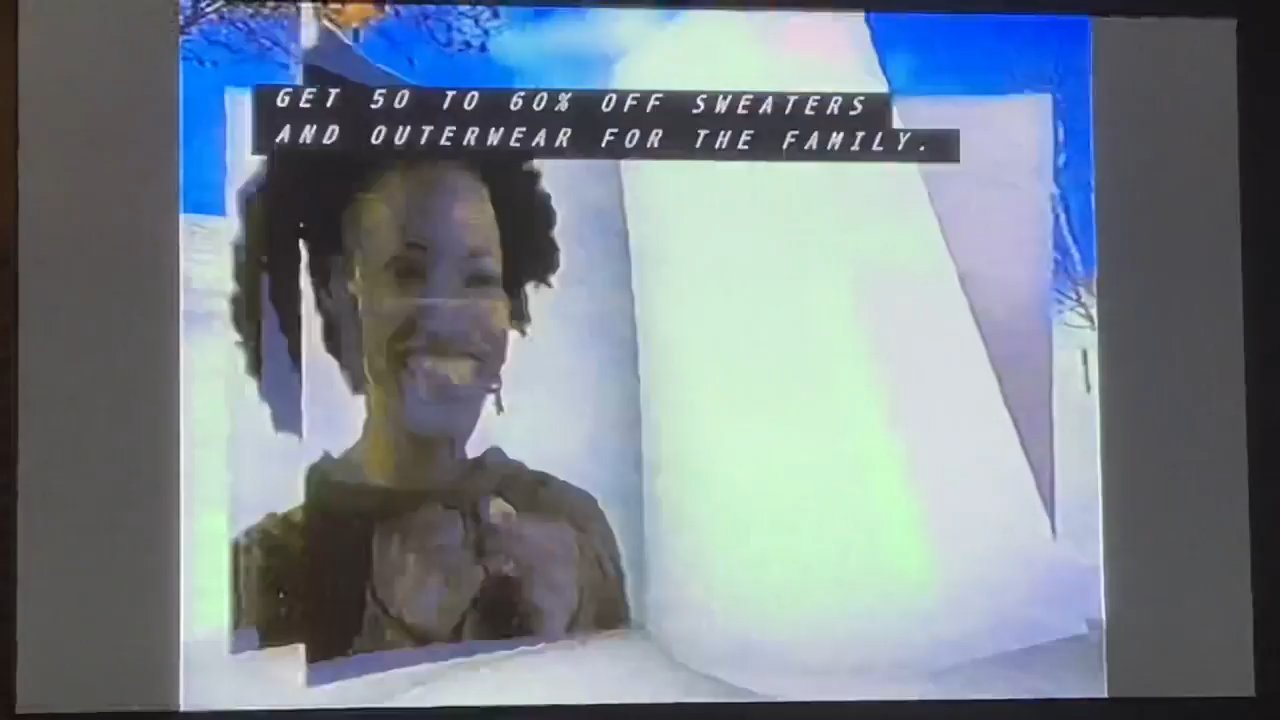 GET 50 TO 60% OFF SWEATERS
AND OUTERWEAR FOR THE FAMILY.